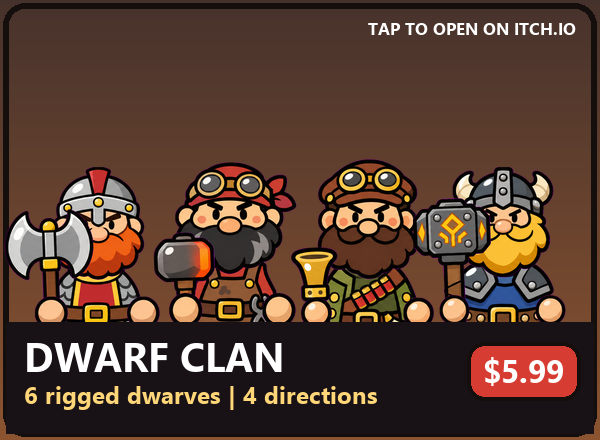 TAP TO OPEN ON ITCH.IO
DWARF CLAN
6 rigged dwarves | 4 directions
$5.99